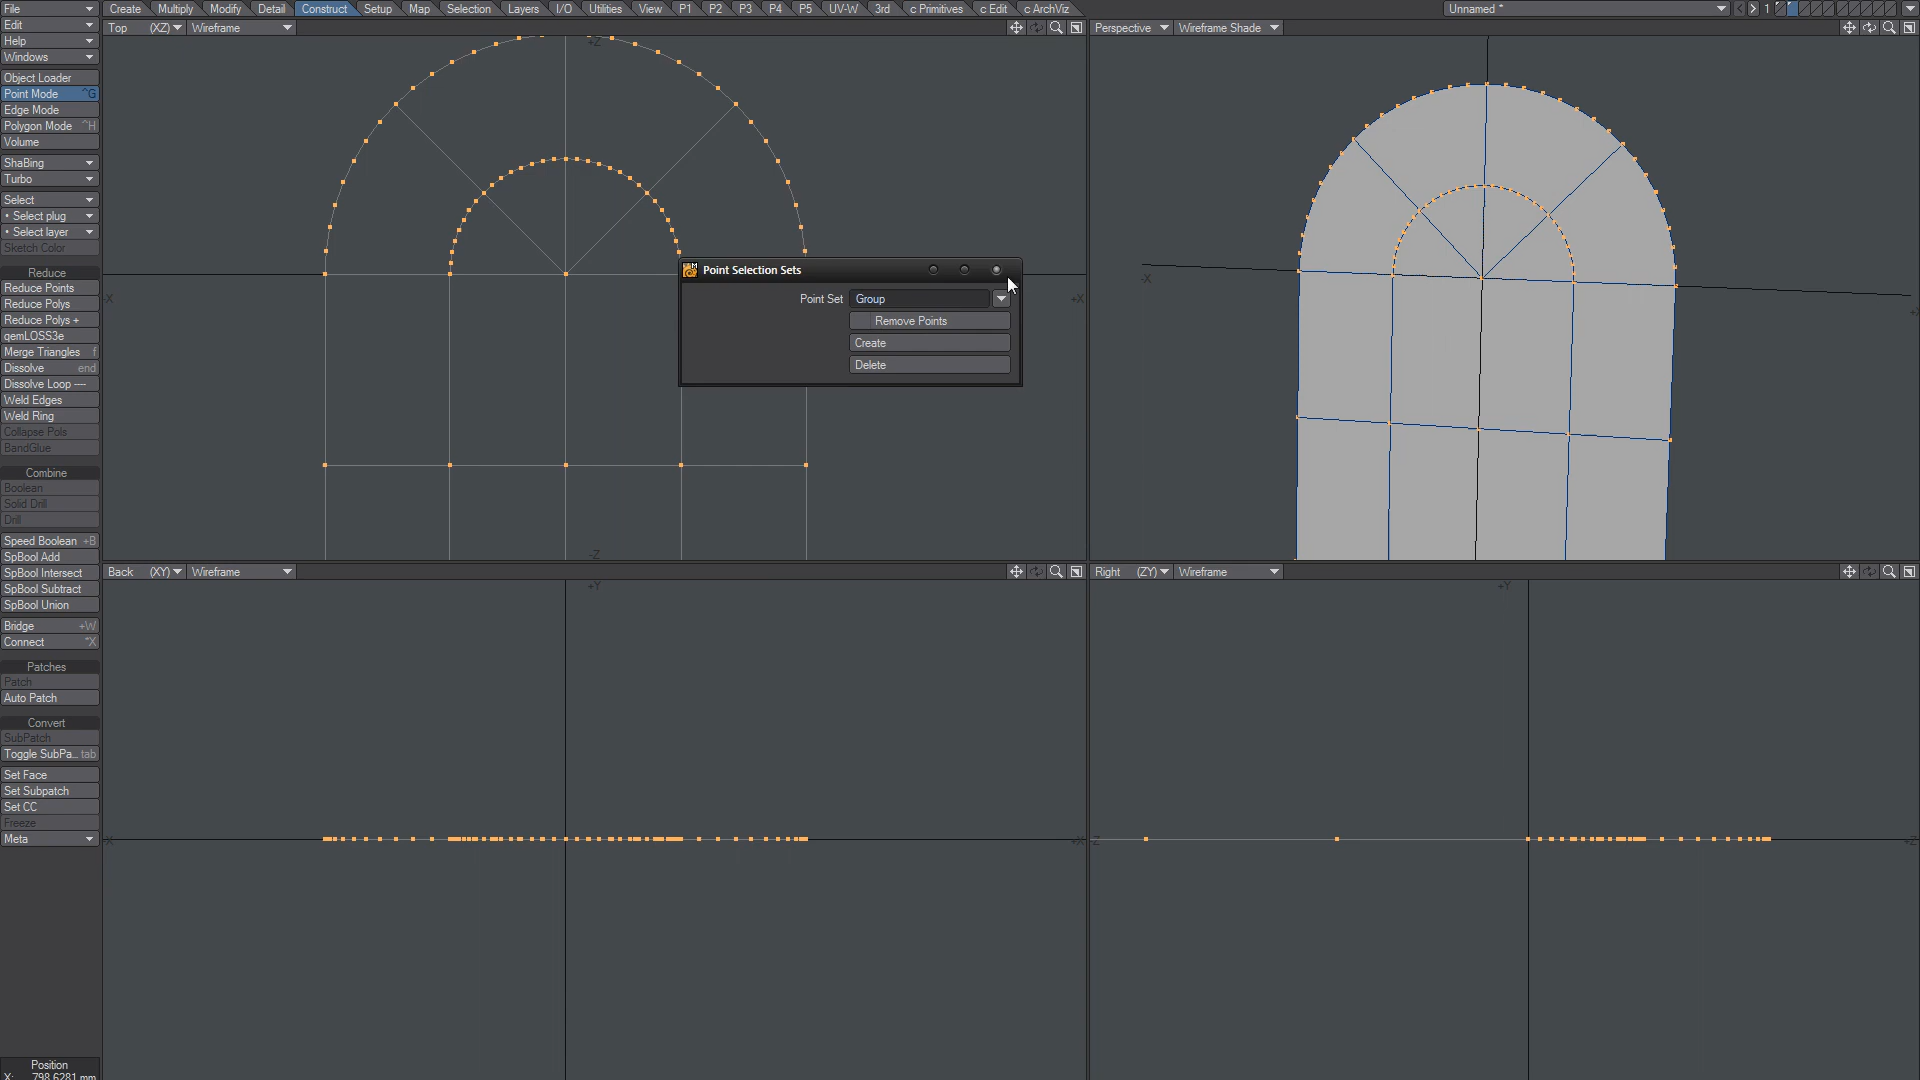 File
Create
Multiply
Modify
Detail
Construct
Setup
Map
Selection
Layers
I/O
Utilities
View
P1
P2
P3
P4
P5
UV-W
3rd
c Primitives
c Edit
c ArchViz
Unnamed *
1
Edit
Help
Windows
Object Loader
Point Mode ^G
Edge Mode
Polygon Mode ^H
Volume
ShaBing
Turbo
Select
• Select plug
• Select layer
Sketch Color
Reduce
Reduce Points
Reduce Polys
Reduce Polys +
qemLOSS3e
Merge Triangles f
Dissolve end
Dissolve Loop ----
Weld Edges
Weld Ring
Collapse Pols
BandGlue
Combine
Boolean
Solid Drill
Drill
Speed Boolean +B
SpBool Add
SpBool Intersect
SpBool Subtract
SpBool Union
Bridge +W
Connect *X
Patches
Patch
Auto Patch
Convert
SubPatch
Toggle SubPa... tab
Set Face
Set Subpatch
Set CC
Freeze
Meta
Position
X: 798.6281 mm
Top (XZ) Wireframe
+Z
-X
+X
-Z
Perspective Wireframe Shade
-X
Point Selection Sets
Point Set Group
Remove Points
Create
Delete
Back (XY) Wireframe
+Y
-X
+X
Right (ZY) Wireframe
+Y
-Z
+Z